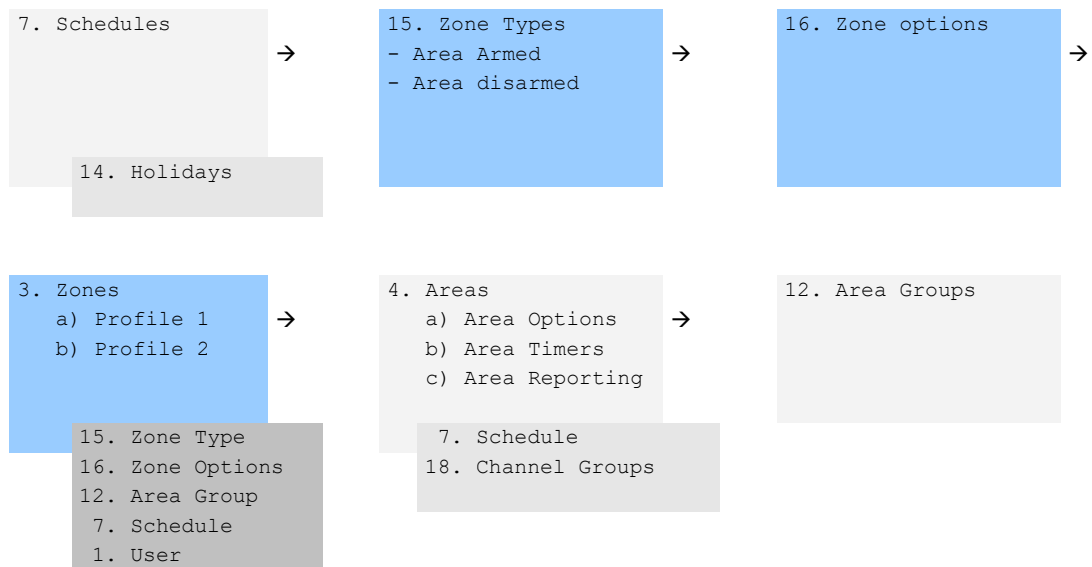 7. Schedules
→
14. Holidays
15. Zone Types
- Area Armed
- Area disarmed
→
16. Zone options
→
3. Zones
a) Profile 1
b) Profile 2
→
15. Zone Type
16. Zone Options
12. Area Group
7. Schedule
1. User
4. Areas
a) Area Options
b) Area Timers
c) Area Reporting
→
7. Schedule
18. Channel Groups
12. Area Groups